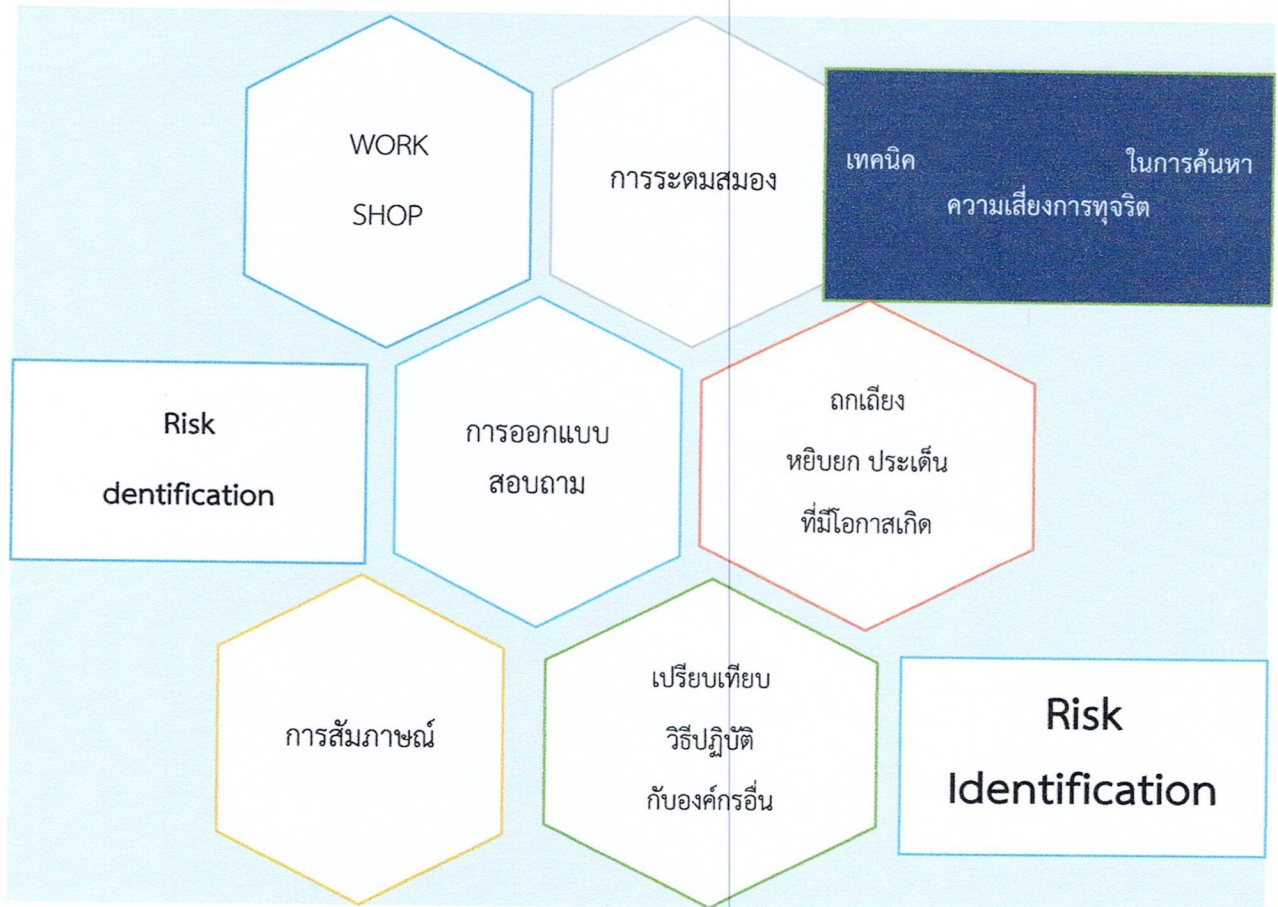 WORK
SHOP
การระดมสมอง
เทคนิค ในการค้นหา
ความเสี่ยงการทุจริต
Risk
dentification
การออกแบบ
สอบถาม
ถกเถียง
หยิบยก ประเด็น
ที่มีโอกาสเกิด
การสัมภาษณ์
เปรียบเทียบ
วิธีปฏิบัติ
กับองค์กรอื่น
Risk
Identification